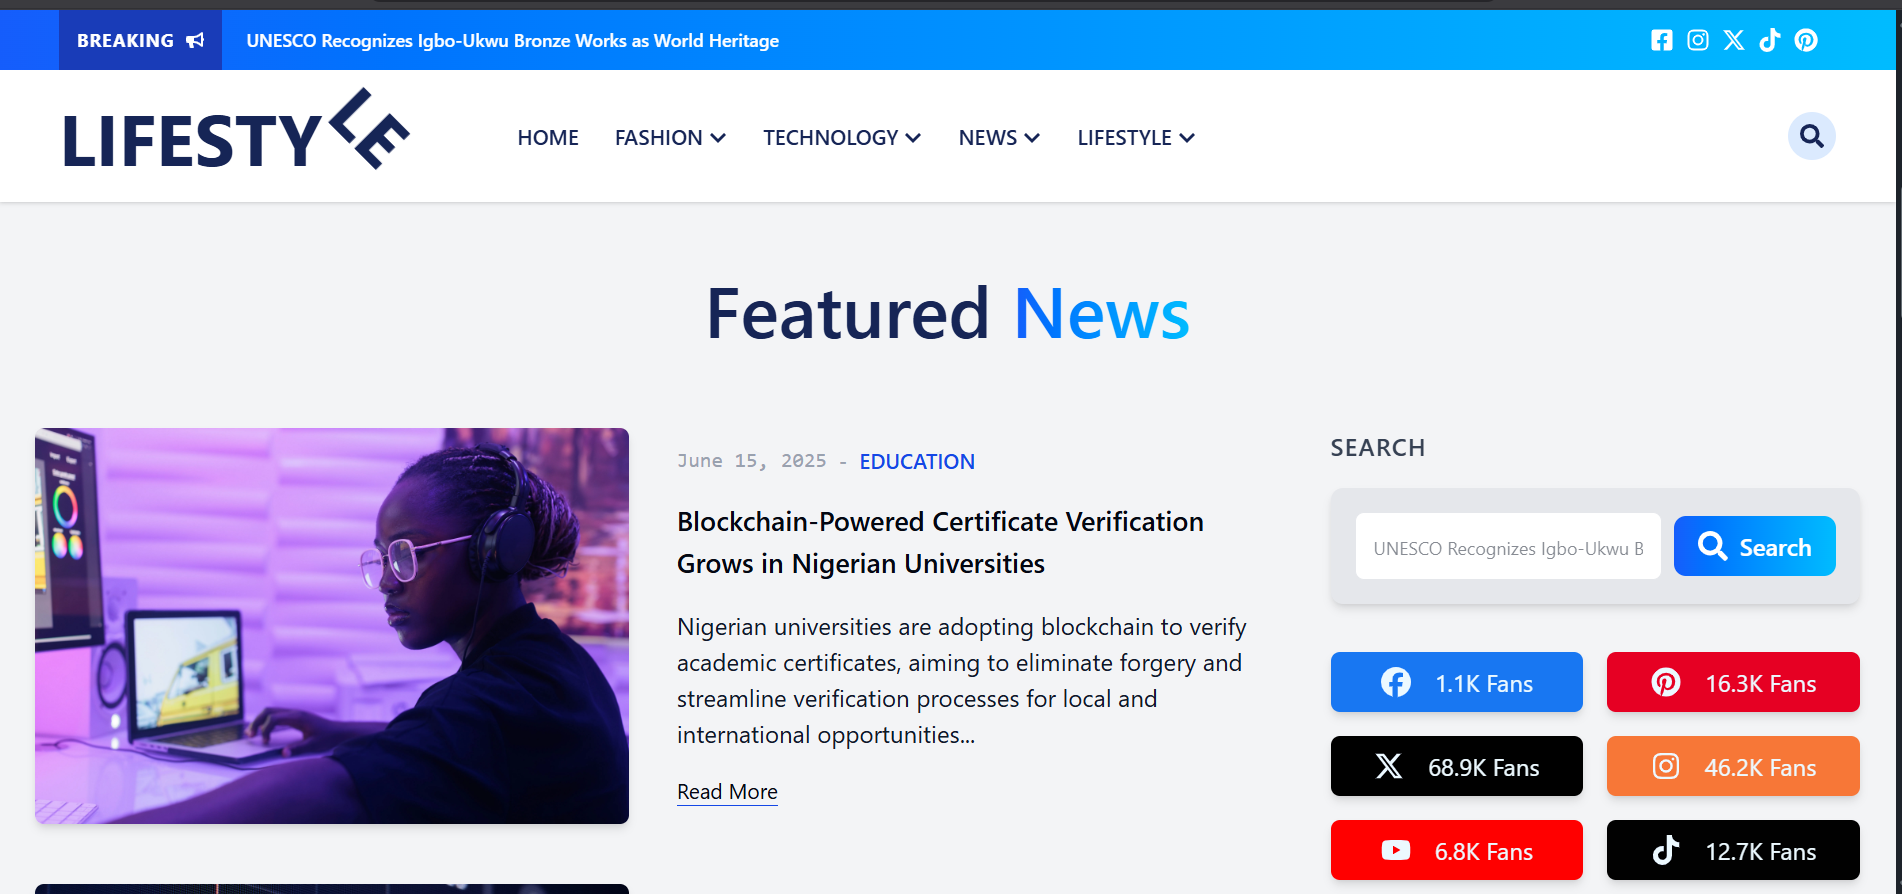 BREAKING
UNESCO Recognizes Igbo-Ukwu Bronze Works as World Heritage
LIFESTYLE
HOME
FASHION
TECHNOLOGY
NEWS
LIFESTYLE
Featured News
June 15, 2025 - EDUCATION
Blockchain-Powered Certificate Verification
Grows in Nigerian Universities
Nigerian universities are adopting blockchain to verify
academic certificates, aiming to eliminate forgery and
streamline verification processes for local and
international opportunities...
Read More
SEARCH
UNESCO Recognizes Igbo-Ukwu B
Search
1.1K Fans
16.3K Fans
68.9K Fans
46.2K Fans
6.8K Fans
12.7K Fans